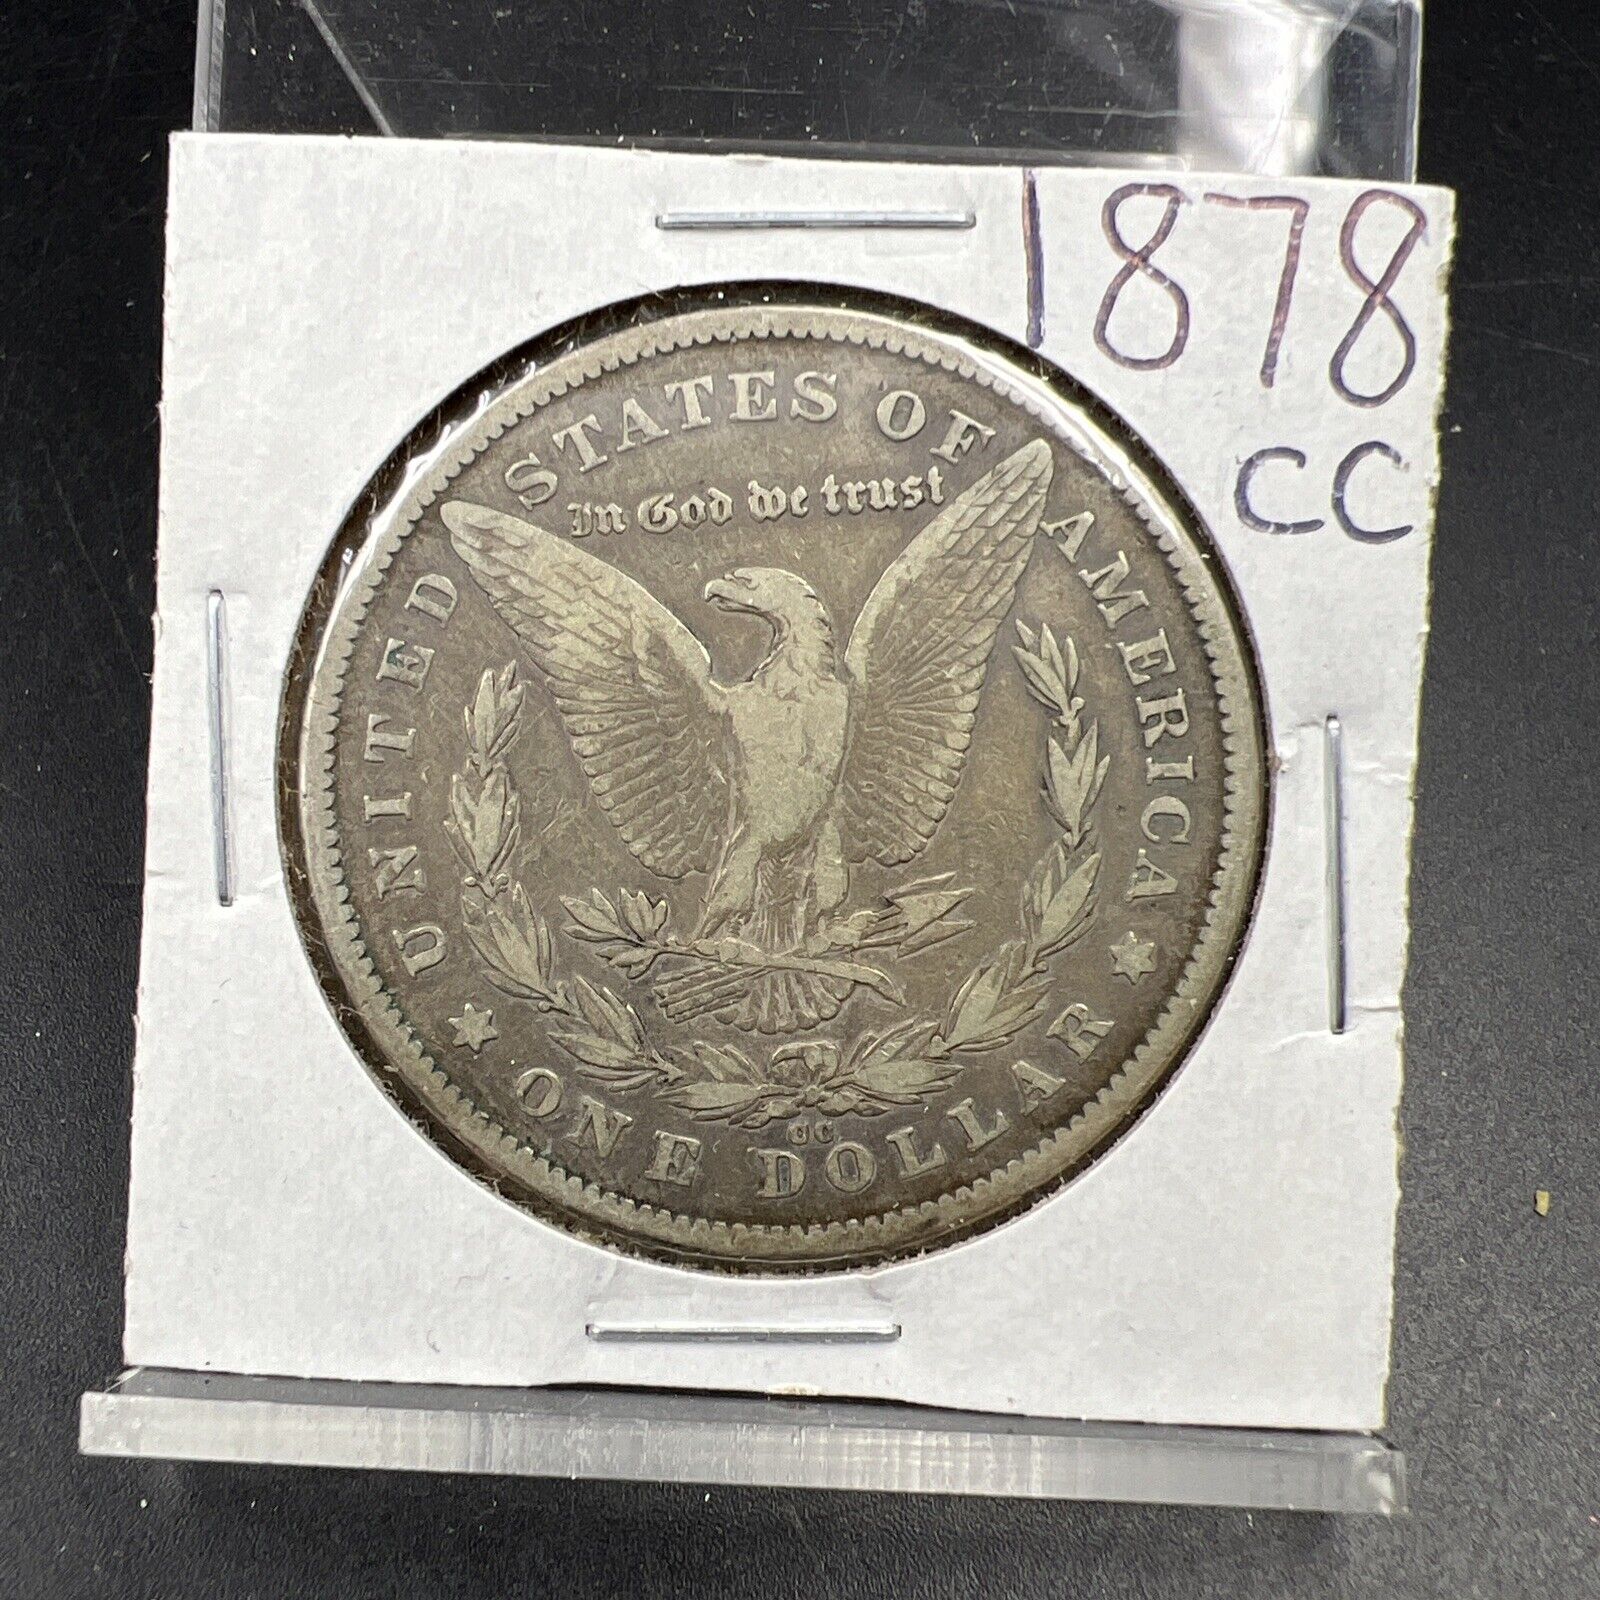 1878
CC
UNITED STATES OF AMERICA
In God we trust
CC
ONE DOLLAR